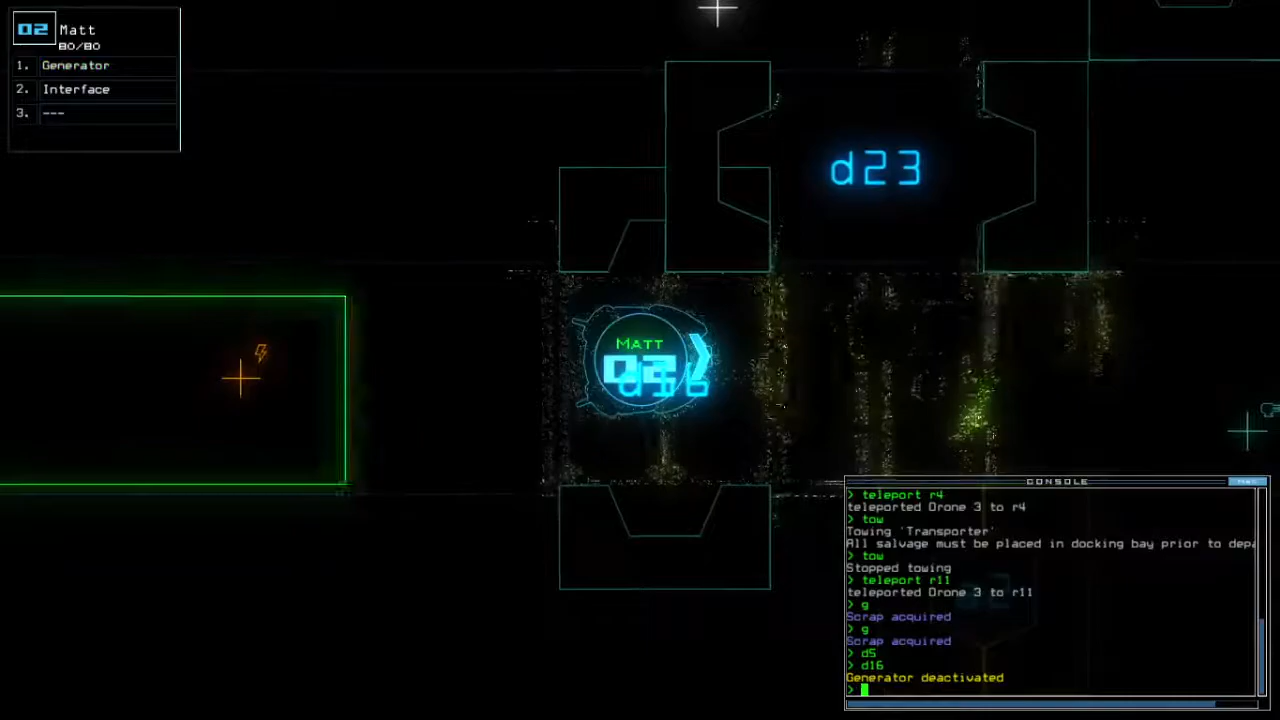 02 Matt
80/80
1. Generator
2. Interface
3. ---
d23
MATT
02
d16
CONSOLE
> teleport r4
teleported Drone 3 to r4
> tow
Towing 'Transporter'
All salvage must be placed in docking bay prior to depa
> tow
Stopped towing
> teleport r11
teleported Drone 3 to r11
> g
Scrap acquired
> g
Scrap acquired
> d5
> d16
Generator deactivated
>